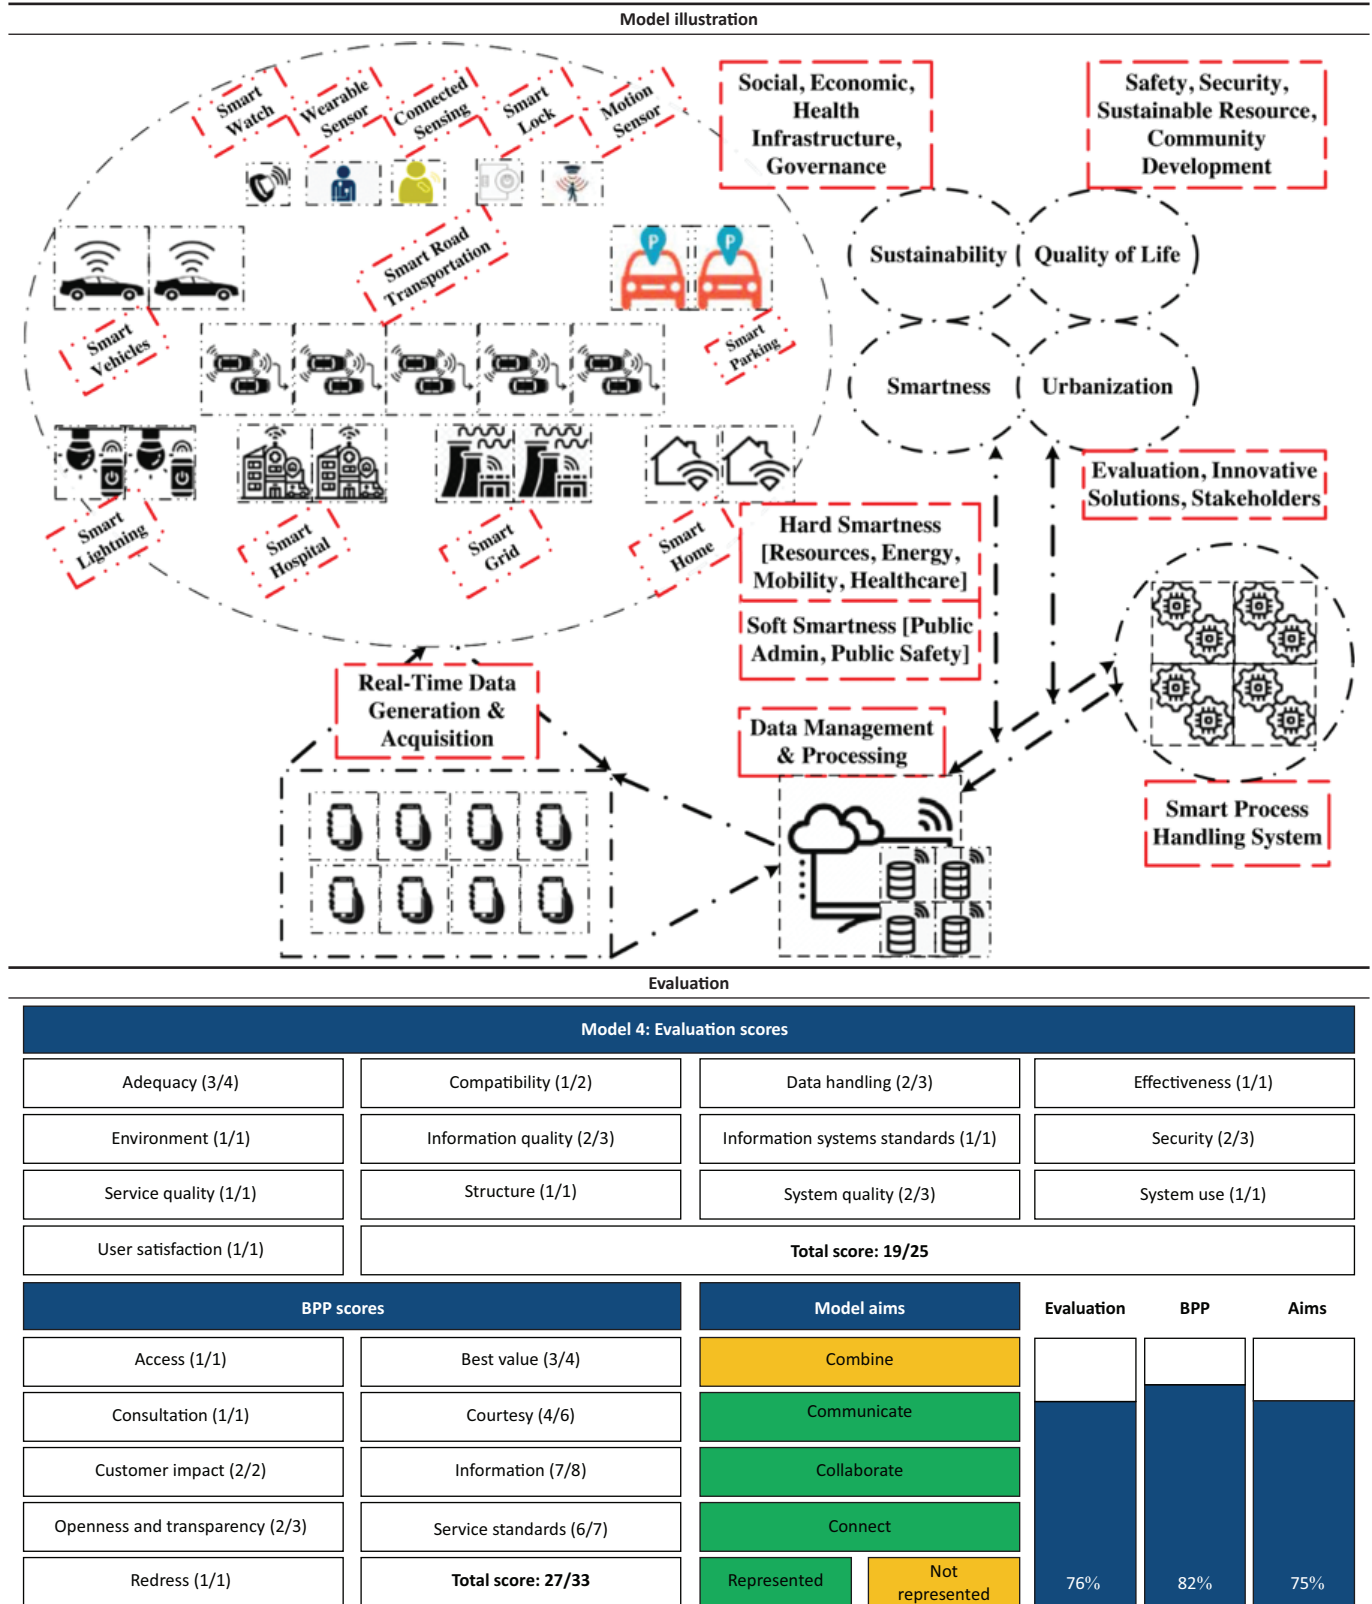 Model illustration
Smart
Watch
Wearable
Sensor
Connected
Sensing
Smart
Lock
Motion
Sensor
Social, Economic,
Health
Infrastructure,
Governance
Safety, Security,
Sustainable Resource,
Community
Development
Smart Road
Transportation
P
P
Sustainability
Quality of Life
Smart
Vehicles
Smart
Parking
Smartness
Urbanization
Evaluation, Innovative
Solutions, Stakeholders
Smart
Lightning
Smart
Hospital
Smart
Grid
Smart
Home
Hard Smartness
[Resources, Energy,
Mobility, Healthcare]
Soft Smartness [Public
Admin, Public Safety]
Real-Time Data
Generation &
Acquisition
Data Management
& Processing
Smart Process
Handling System
Evaluation
Model 4: Evaluation scores
Adequacy (3/4)
Compatibility (1/2)
Data handling (2/3)
Effectiveness (1/1)
Environment (1/1)
Information quality (2/3)
Information systems standards (1/1)
Security (2/3)
Service quality (1/1)
Structure (1/1)
System quality (2/3)
System use (1/1)
User satisfaction (1/1)
Total score: 19/25
BPP scores
Model aims
Evaluation
BPP
Aims
Access (1/1)
Best value (3/4)
Combine
Consultation (1/1)
Courtesy (4/6)
Communicate
Customer impact (2/2)
Information (7/8)
Collaborate
Openness and transparency (2/3)
Service standards (6/7)
Connect
Redress (1/1)
Total score: 27/33
Represented
Not
represented
76%
82%
75%